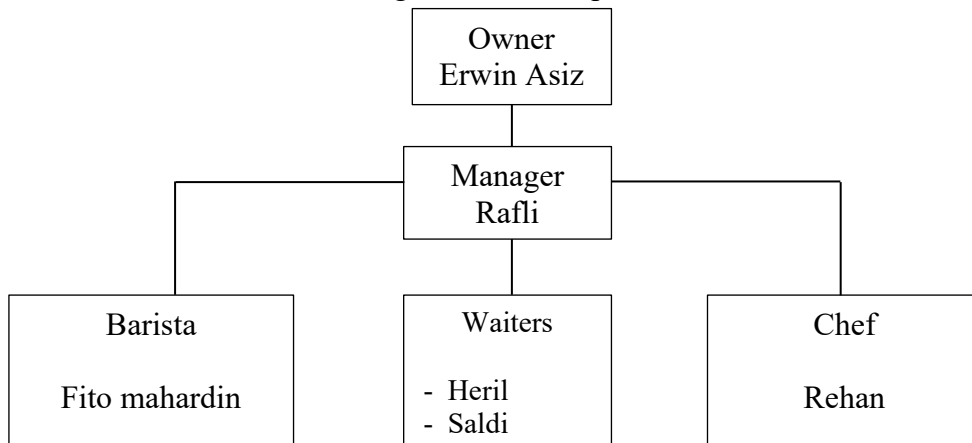 Owner
Erwin Asiz
Manager
Rafli
Barista
Fito mahardin
Waiters
- Heril
- Saldi
Chef
Rehan